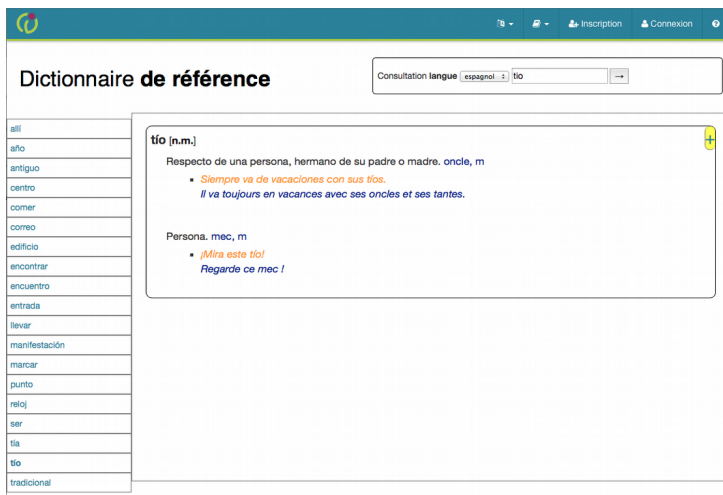 Inscription
Connexion
Dictionnaire de référence
Consultation langue espagnol tio →
allí
año
antiguo
centro
comer
correo
edificio
encontrar
encuentro
entrada
llevar
manifestación
marcar
punto
reloj
ser
tía
tío
tradicional
tío [n.m.]
+
Respecto de una persona, hermano de su padre o madre. oncle, m
Siempre va de vacaciones con sus tíos.
Il va toujours en vacances avec ses oncles et ses tantes.
Persona. mec, m
¡Mira este tío!
Regarde ce mec !